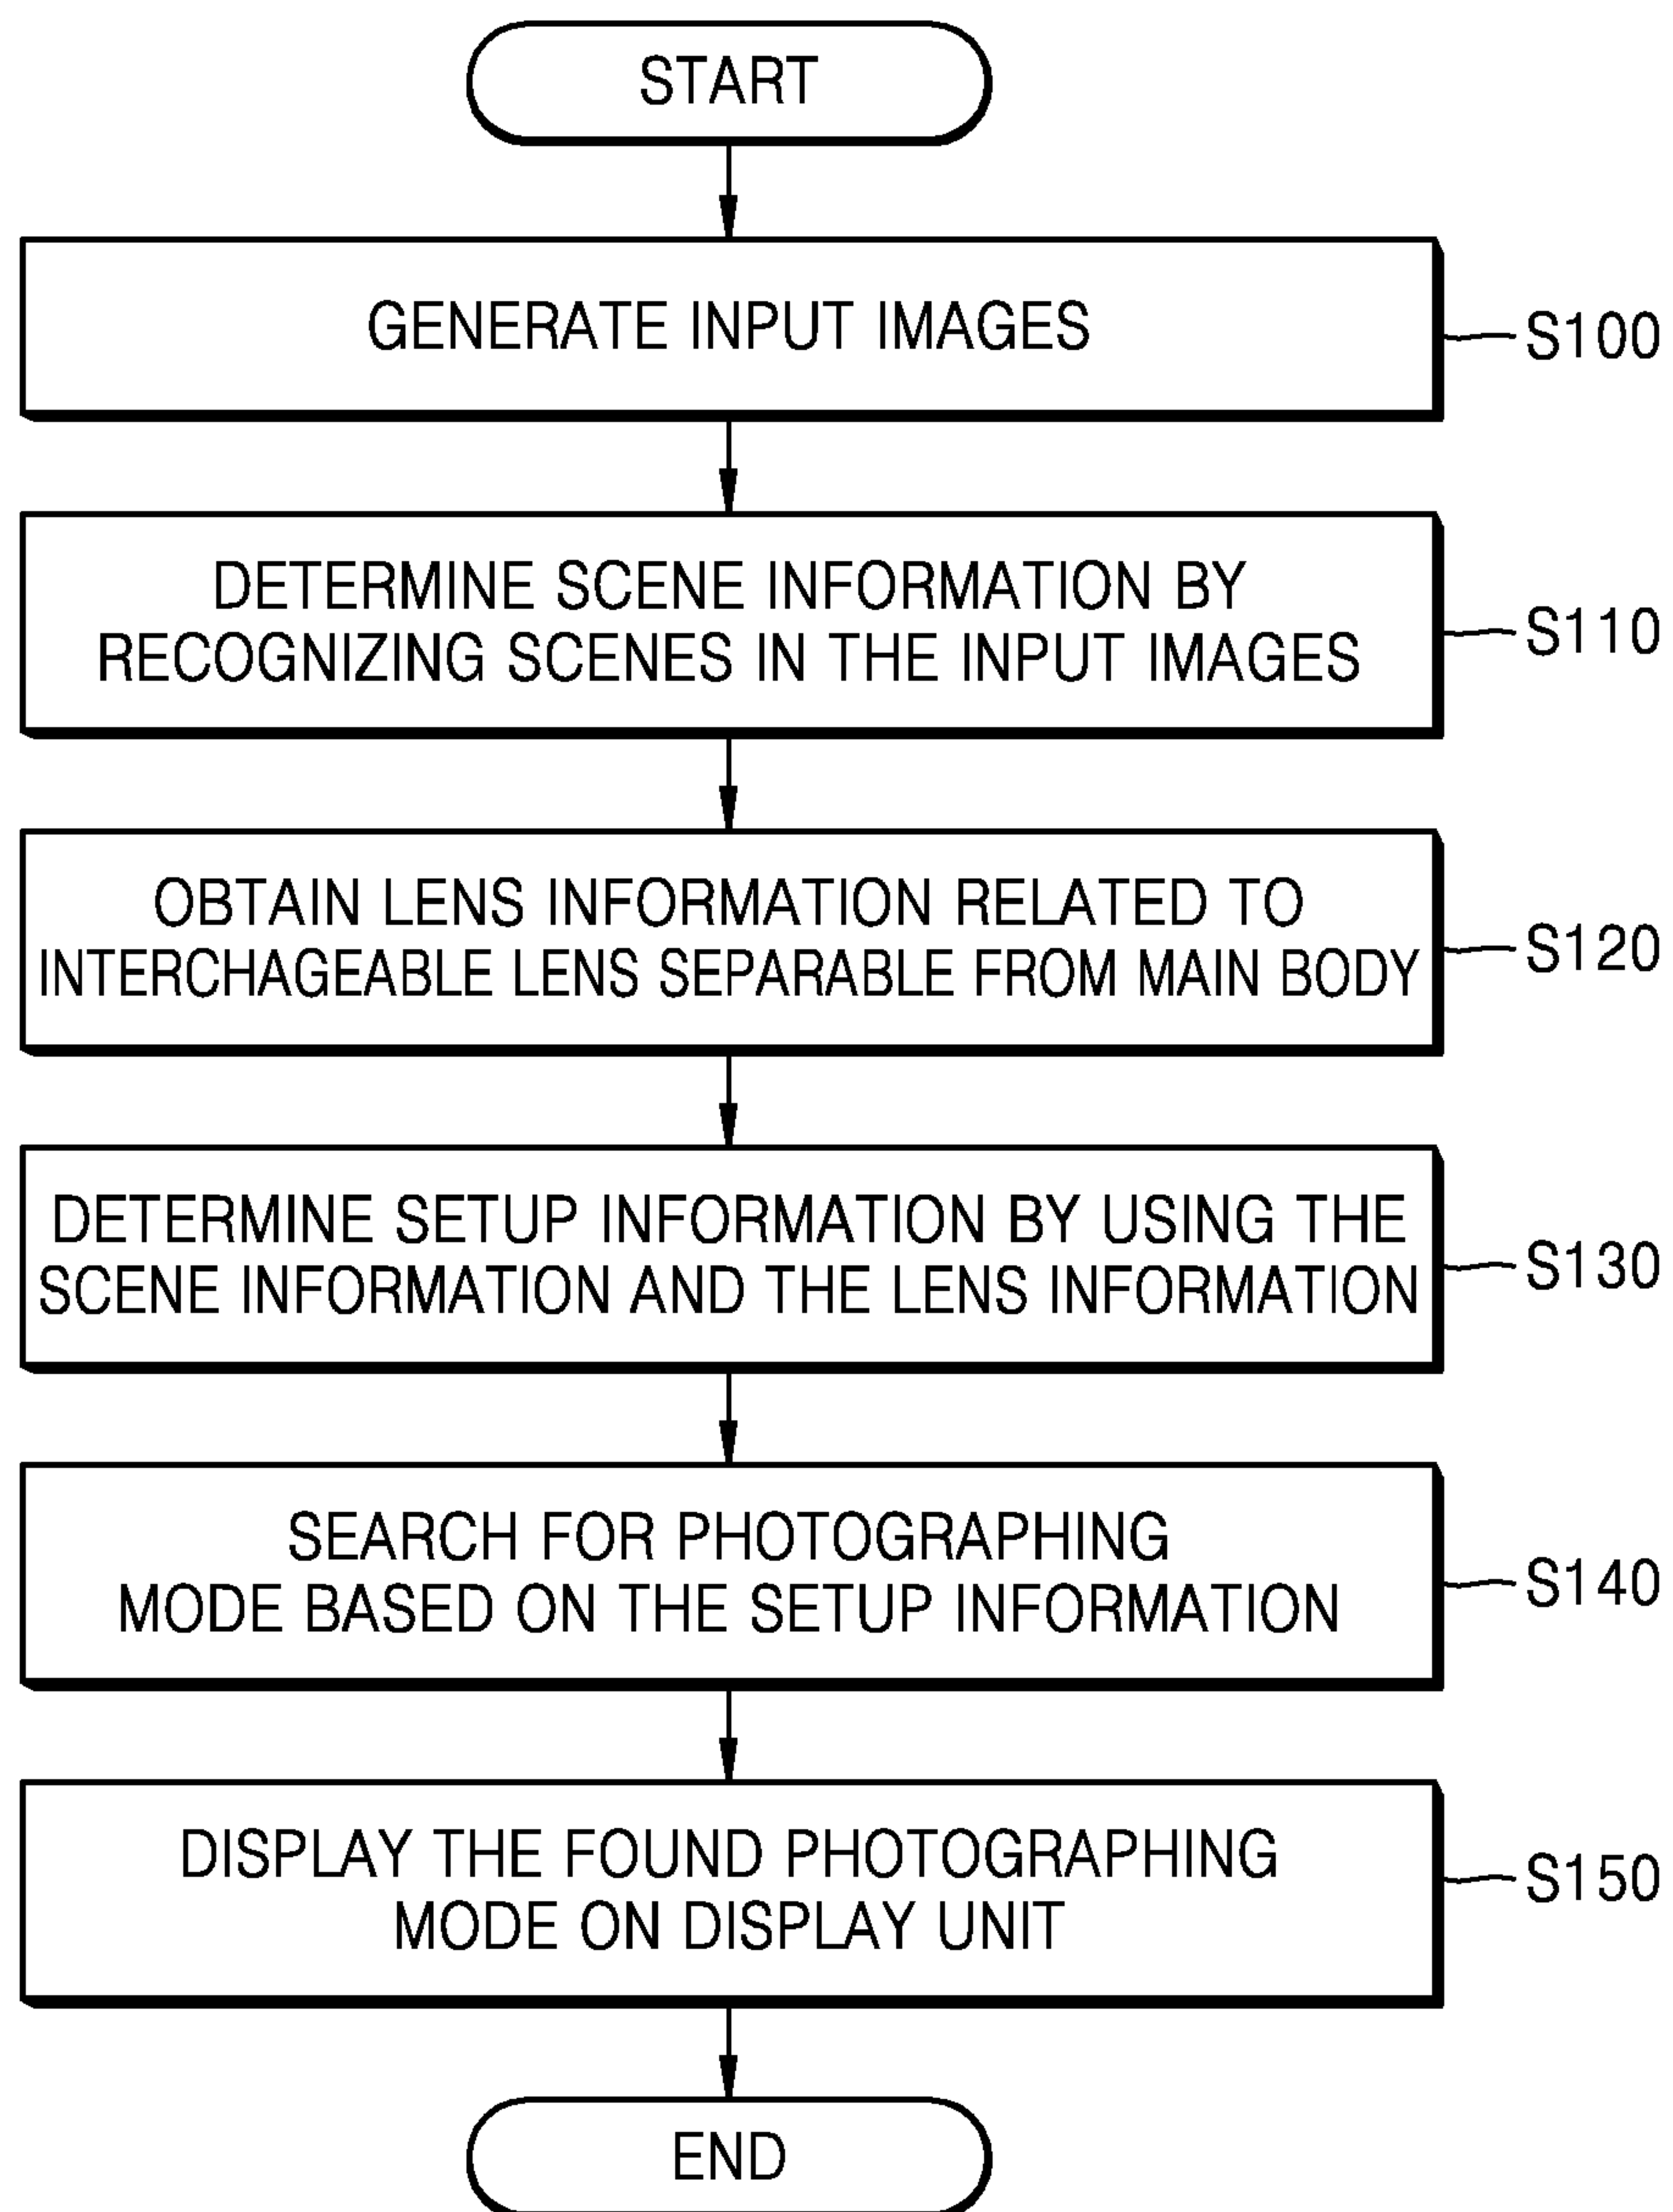 START
GENERATE INPUT IMAGES
S100
DETERMINE SCENE INFORMATION BY
RECOGNIZING SCENES IN THE INPUT IMAGES
S110
OBTAIN LENS INFORMATION RELATED TO
INTERCHAGEABLE LENS SEPARABLE FROM MAIN BODY
S120
DETERMINE SETUP INFORMATION BY USING THE
SCENE INFORMATION AND THE LENS INFORMATION
S130
SEARCH FOR PHOTOGRAPHING
MODE BASED ON THE SETUP INFORMATION
S140
DISPLAY THE FOUND PHOTOGRAPHING
MODE ON DISPLAY UNIT
S150
END